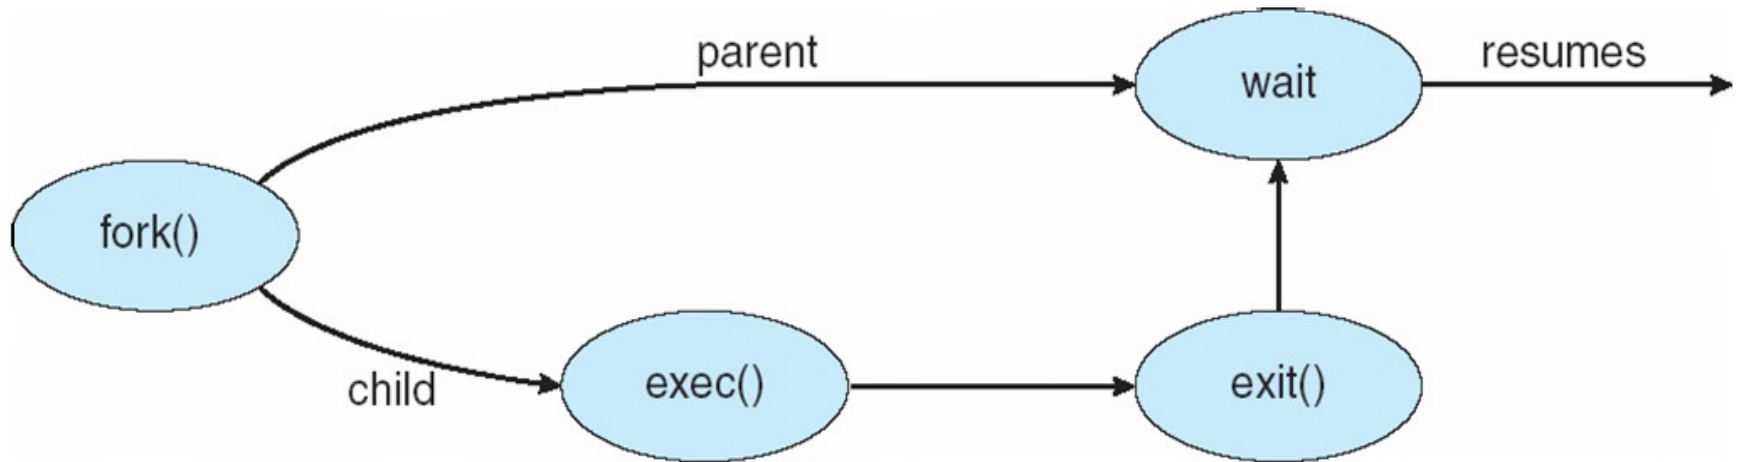 parent
wait
resumes
fork()
child
exec()
exit()